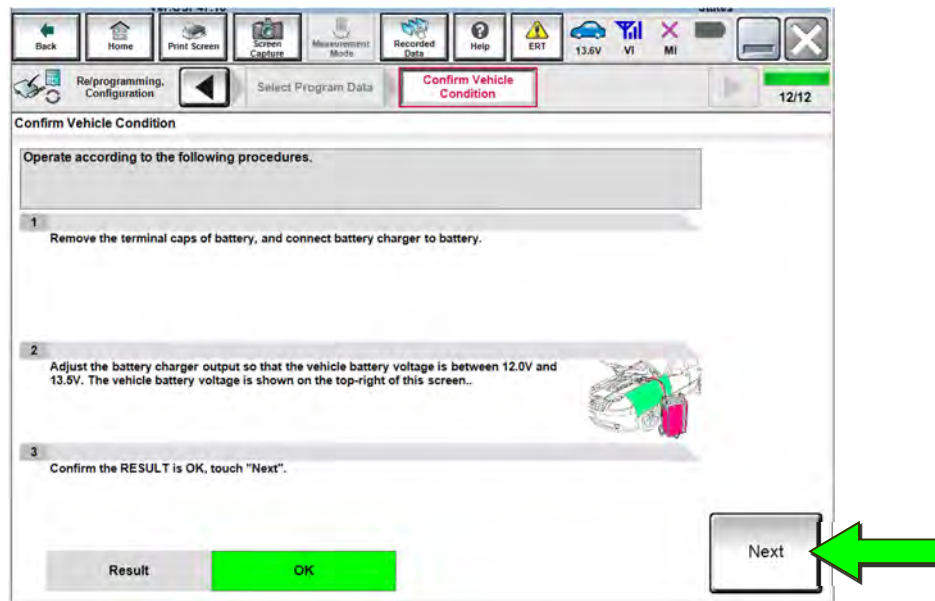 Back
Home
Print Screen
Screen
Capture
Measurement
Mode
Recorded
Data
Help
ERT
13.6V
VI
MI
Re/programming,
Configuration
Select Program Data
Confirm Vehicle
Condition
12/12
Confirm Vehicle Condition
Operate according to the following procedures.
1
Remove the terminal caps of battery, and connect battery charger to battery.
2
Adjust the battery charger output so that the vehicle battery voltage is between 12.0V and
13.5V. The vehicle battery voltage is shown on the top-right of this screen..
3
Confirm the RESULT is OK, touch "Next".
Next
Result
OK